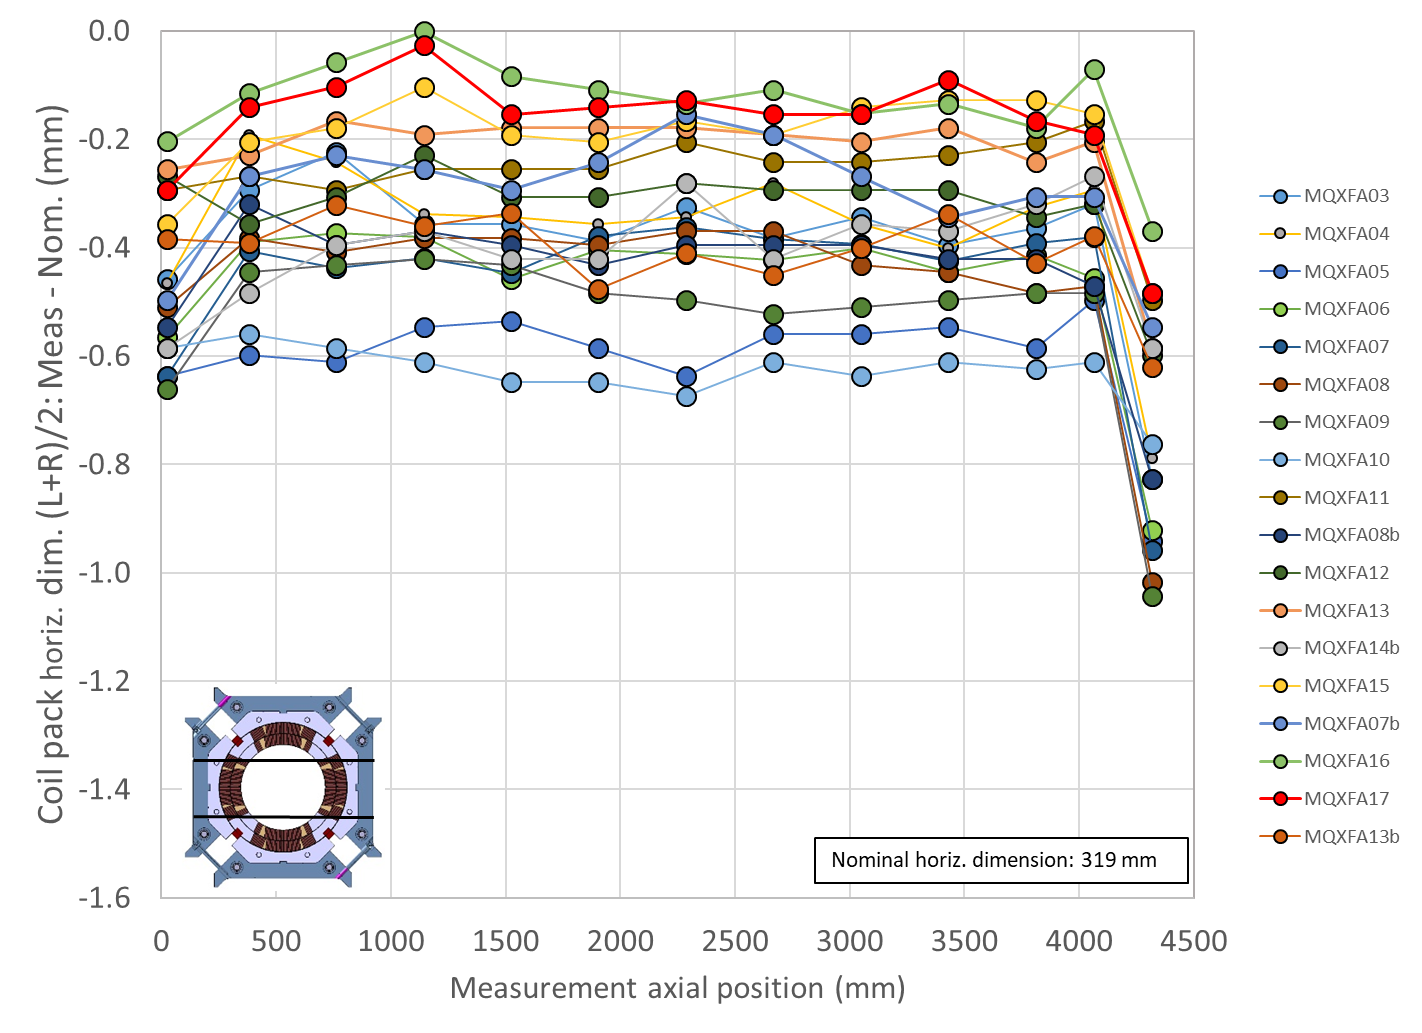 Coil pack horiz. dim. (L+R)/2: Meas - Nom. (mm)
0.0
-0.2
-0.4
-0.6
-0.8
-1.0
-1.2
-1.4
-1.6
0 500 1000 1500 2000 2500 3000 3500 4000 4500
Measurement axial position (mm)
Nominal horiz. dimension: 319 mm
MQXFA03
MQXFA04
MQXFA05
MQXFA06
MQXFA07
MQXFA08
MQXFA09
MQXFA10
MQXFA11
MQXFA08b
MQXFA12
MQXFA13
MQXFA14b
MQXFA15
MQXFA07b
MQXFA16
MQXFA17
MQXFA13b